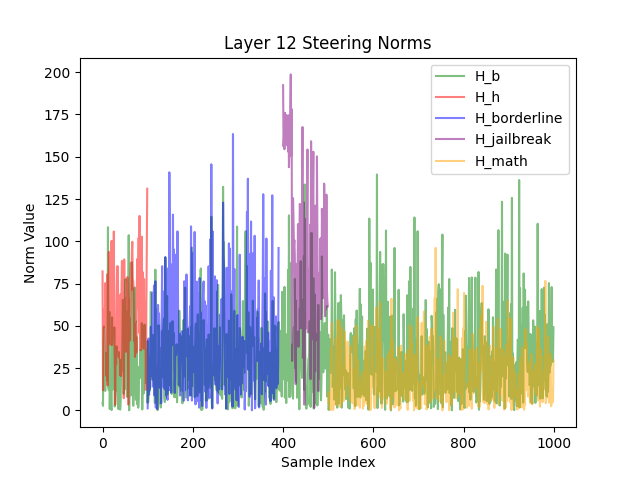 Layer 12 Steering Norms
H_b
H_h
H_borderline
H_jailbreak
H_math
Norm Value
200
175
150
125
100
75
50
25
0
0 200 400 600 800 1000
Sample Index